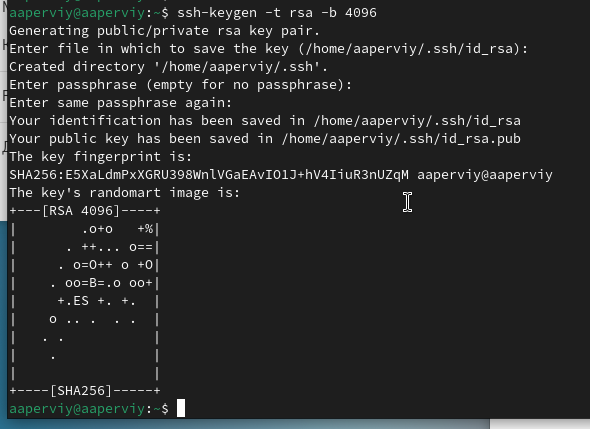 aaperviy@aaperviy:~$ ssh-keygen -t rsa -b 4096
Generating public/private rsa key pair.
Enter file in which to save the key (/home/aaperviy/.ssh/id_rsa):
Created directory '/home/aaperviy/.ssh'.
Enter passphrase (empty for no passphrase):
Enter same passphrase again:
Your identification has been saved in /home/aaperviy/.ssh/id_rsa
Your public key has been saved in /home/aaperviy/.ssh/id_rsa.pub
The key fingerprint is:
SHA256:E5XaLdmPxXGRU398WnlVGaEAvIO1J+hV4IiuR3nUZqM aaperviy@aaperviy
The key's randomart image is:
+---[RSA 4096]----+
|        .o+o   +%|
|      . ++... o==|
|     . o=O++ o +O|
|    . oo=B=.o oo+|
|     +.ES +. +.  |
|    o .. .  . .  |
|   . .           |
|    .            |
|                 |
+----[SHA256]-----+
aaperviy@aaperviy:~$